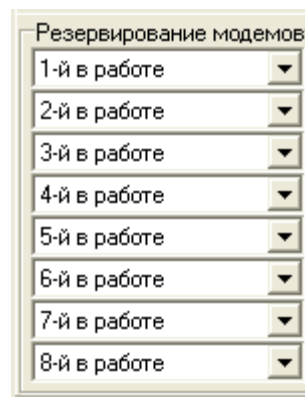 Резервирование модемов
1-й в работе
2-й в работе
3-й в работе
4-й в работе
5-й в работе
6-й в работе
7-й в работе
8-й в работе